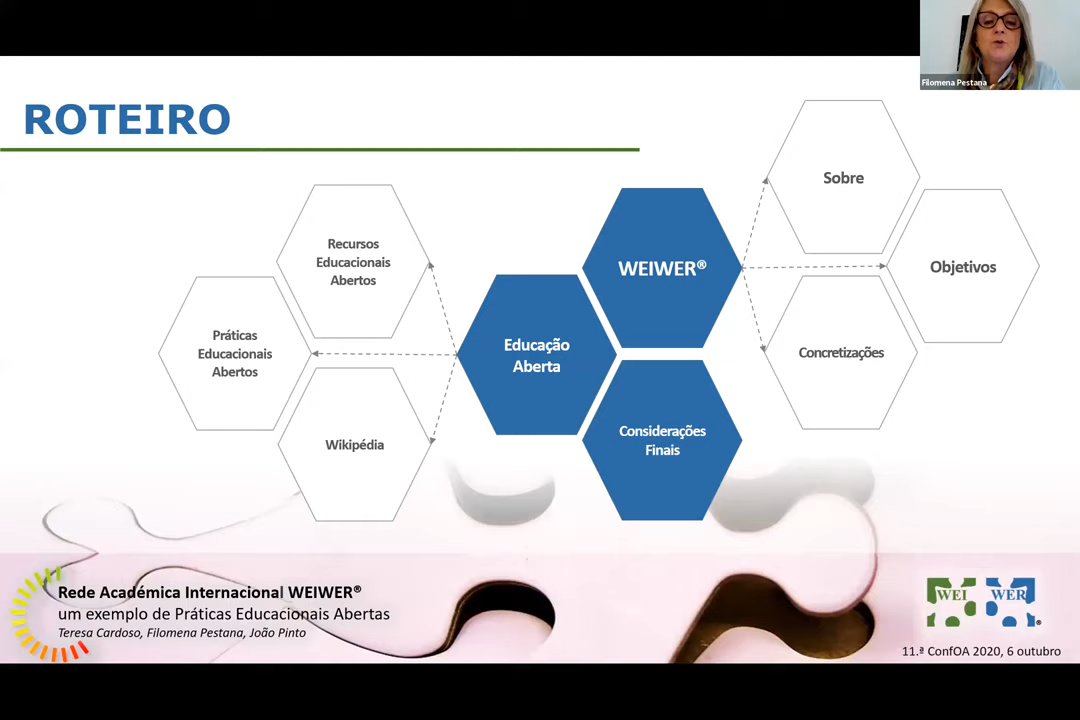 Filomena Pestana
ROTEIRO
Sobre
Recursos
Educacionais
Abertos
WEIWER®
Objetivos
Práticas
Educacionais
Abertos
Educação
Aberta
Concretizações
Wikipédia
Considerações
Finais
Rede Académica Internacional WEIWER®
um exemplo de Práticas Educacionais Abertas
Teresa Cardoso, Filomena Pestana, João Pinto
WEI WER ®
11.ª ConfOA 2020, 6 outubro